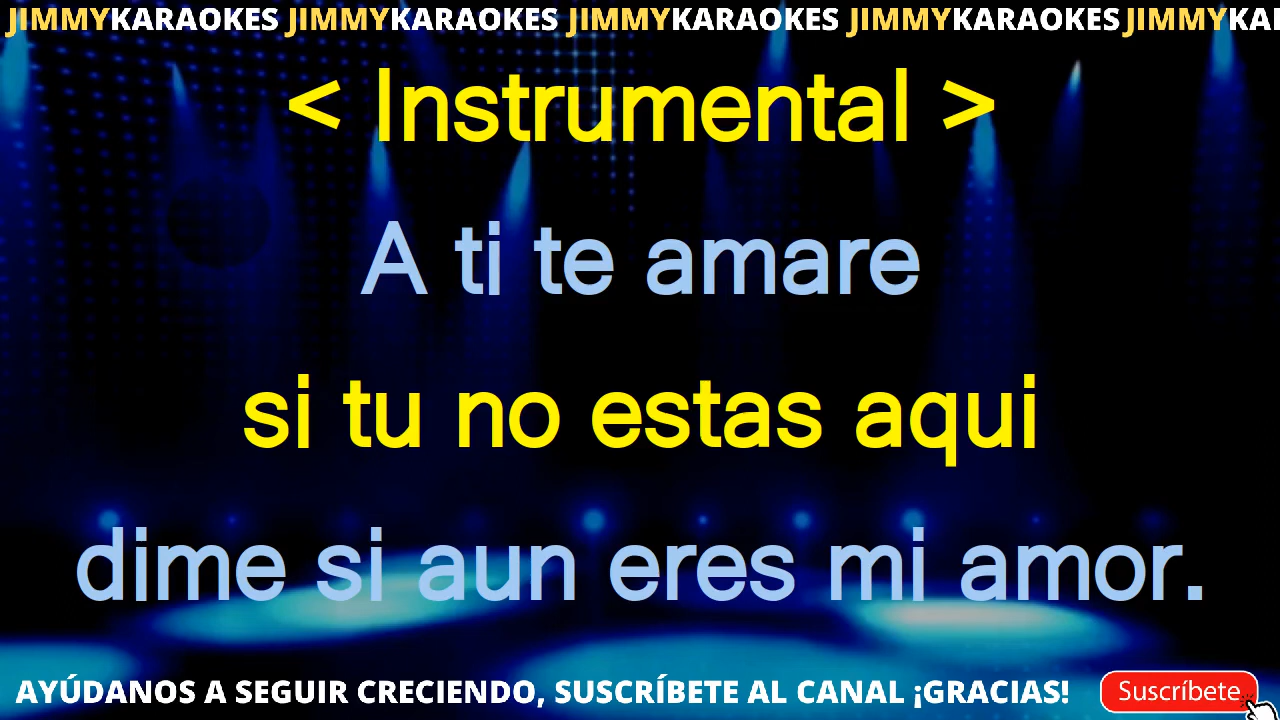 JIMMYKARAOKES JIMMYKARAOKES JIMMYKARAOKES JIMMYKARAOKES JIMMYKA
< Instrumental >
A ti te amare
si tu no estas aqui
dime si aun eres mi amor.
AYÚDANOS A SEGUIR CRECIENDO, SUSCRÍBETE AL CANAL ¡GRACIAS! Suscríbete